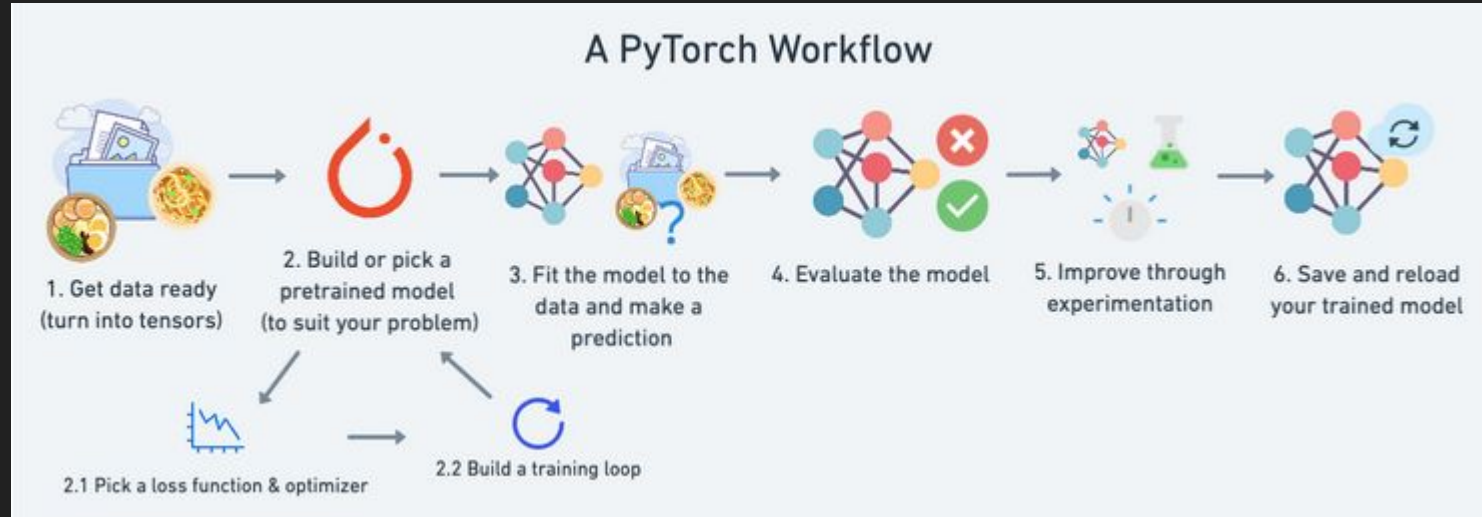 A PyTorch Workflow
1. Get data ready
(turn into tensors)
2. Build or pick a
pretrained model
(to suit your problem)
3. Fit the model to the
data and make a
prediction
4. Evaluate the model
5. Improve through
experimentation
6. Save and reload
your trained model
2.1 Pick a loss function & optimizer
2.2 Build a training loop